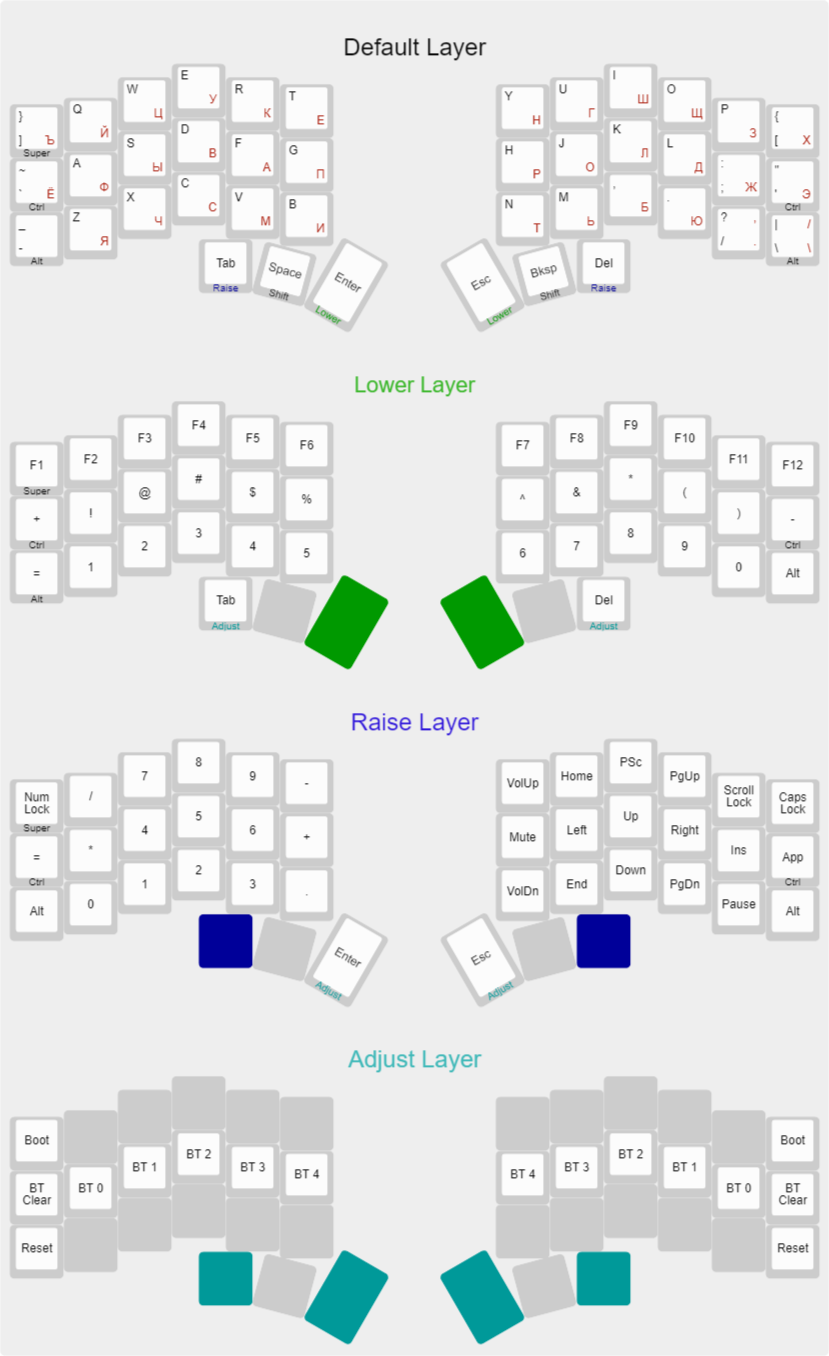 Default Layer
} ] Ъ Super
Q Й
W Ц
E У
R К
T Е
Y Н
U Г
I Ш
O Щ
P З
{ [ Х
~ ` Ё Ctrl
A Ф
S Ы
D В
F А
G П
H Р
J О
K Л
L Д
: ; Ж
" ' Э Ctrl
_ - Alt
Z Я
X Ч
C С
V М
B И
N Т
M Ь
, Б
. Ю
? , / .
| / \ \ Alt
Tab Raise
Space Shift
Enter Lower
Esc Lower
Bksp Shift
Del Raise
Lower Layer
F1 Super
F2
F3
F4
F5
F6
F7
F8
F9
F10
F11
F12
+ Ctrl
!
@
#
$
%
^
&
*
(
)
- Ctrl
= Alt
1
2
3
4
5
6
7
8
9
0
Alt
Tab Adjust
Del Adjust
Raise Layer
Num Lock Super
/
7
8
9
-
VolUp
Home
PSc
PgUp
Scroll Lock
Caps Lock
= Ctrl
*
4
5
6
+
Mute
Left
Up
Right
Ins
App Ctrl
Alt
0
1
2
3
.
VolDn
End
Down
PgDn
Pause
Alt
Enter Adjust
Esc Adjust
Adjust Layer
Boot
Boot
BT Clear
BT 0
BT 1
BT 2
BT 3
BT 4
BT 4
BT 3
BT 2
BT 1
BT 0
BT Clear
Reset
Reset